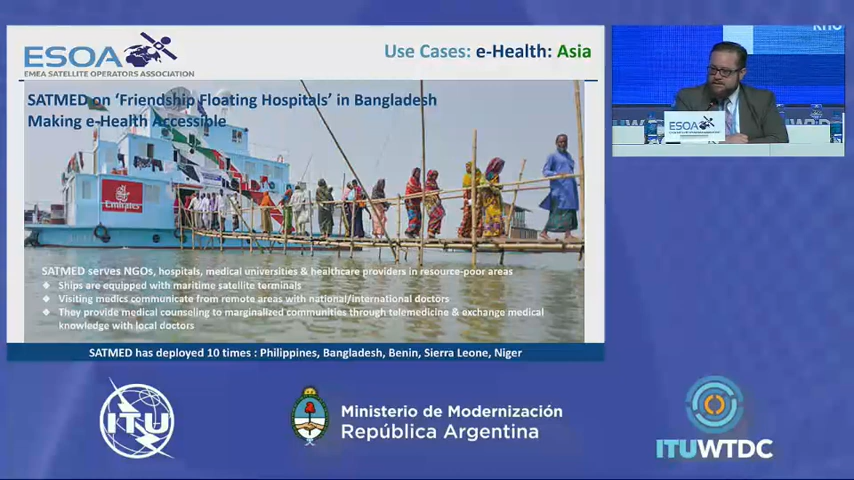 ESOA
EMEA SATELLITE OPERATORS ASSOCIATION
Use Cases: e-Health: Asia
SATMED on 'Friendship Floating Hospitals' in Bangladesh
Making e-Health Accessible
Emirates
SATMED serves NGOs, hospitals, medical universities & healthcare providers in resource-poor areas
❖ Ships are equipped with maritime satellite terminals
❖ Visiting medics communicate from remote areas with national/international doctors
❖ They provide medical counseling to marginalized communities through telemedicine & exchange medical
knowledge with local doctors
SATMED has deployed 10 times : Philippines, Bangladesh, Benin, Sierra Leone, Niger
ESOA
ITU
Ministerio de Modernización
República Argentina
ITUWTDC